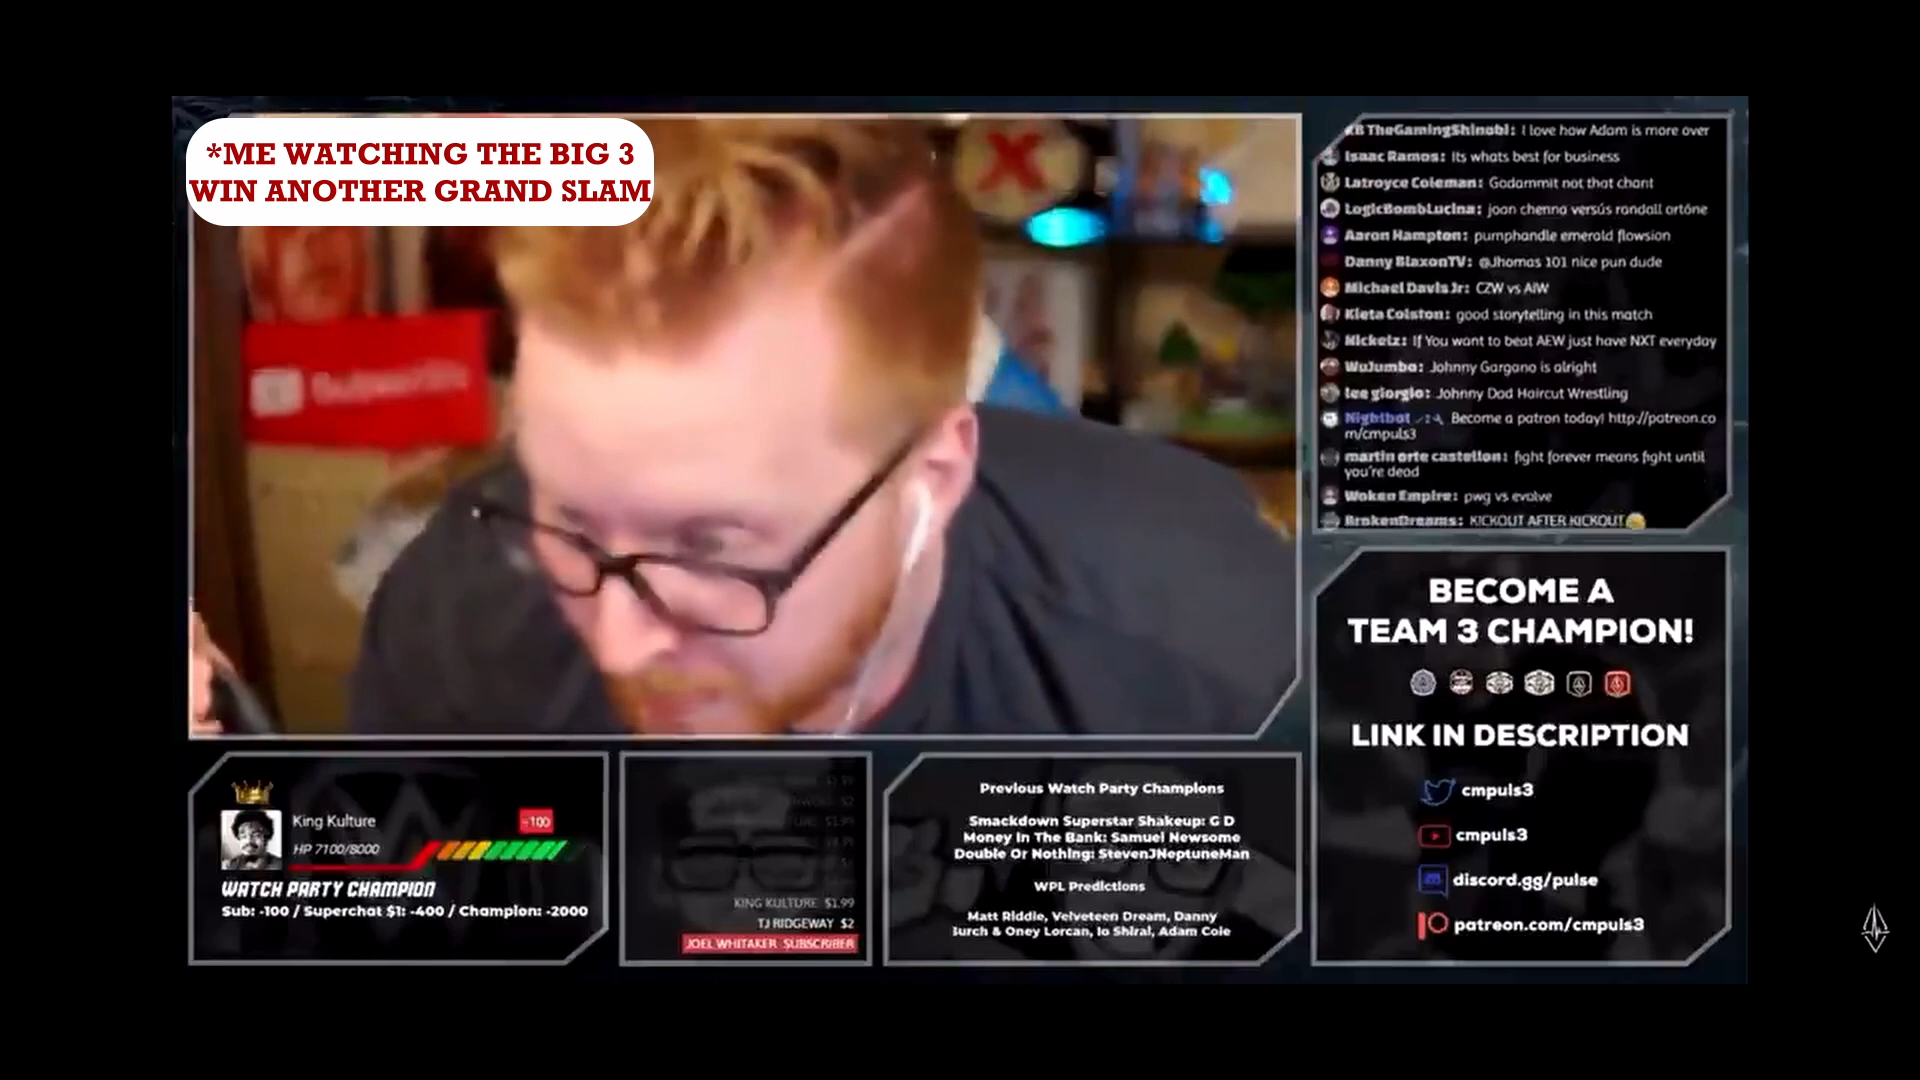 *ME WATCHING THE BIG 3
WIN ANOTHER GRAND SLAM
Subscribe
TheGamingShinobi: I love how Adam is more over
Isaac Ramos: Its whats best for business
Latroyce Coleman: Godammit not that chant
LogicBombLucina: joan chenna versús randall ortóne
Aaron Hampton: pumphandle emerald flowsion
Danny BlaxonTV: @Jhomas 101 nice pun dude
Michael Davis Jr: CZW vs AIW
Kieta Colston: good storytelling in this match
Nickelz: If You want to beat AEW just have NXT everyday
WuJumba: Johnny Gargano is alright
lee giorgio: Johnny Dad Haircut Wrestling
Nightbot Become a patron today! http://patreon.co
m/cmpuls3
martin orte castellon: fight forever means fight until
you're dead
Woken Empire: pwg vs evolve
BrokenDreams: KICKOUT AFTER KICKOUT
BECOME A
TEAM 3 CHAMPION!
LINK IN DESCRIPTION
cmpuls3
cmpuls3
discord.gg/pulse
patreon.com/cmpuls3
King Kulture
-100
HP 7100/8000
WATCH PARTY CHAMPION
Sub: -100 / Superchat $1: -400 / Champion: -2000
KING KULTURE $1.99
TJ RIDGEWAY $2
JOEL WHITAKER SUBSCRIBER
Previous Watch Party Champions
Smackdown Superstar Shakeup: G D
Money In The Bank: Samuel Newsome
Double Or Nothing: StevenJNeptuneMan
WPL Predictions
Matt Riddle, Velveteen Dream, Danny
Burch & Oney Lorcan, Io Shirai, Adam Cole